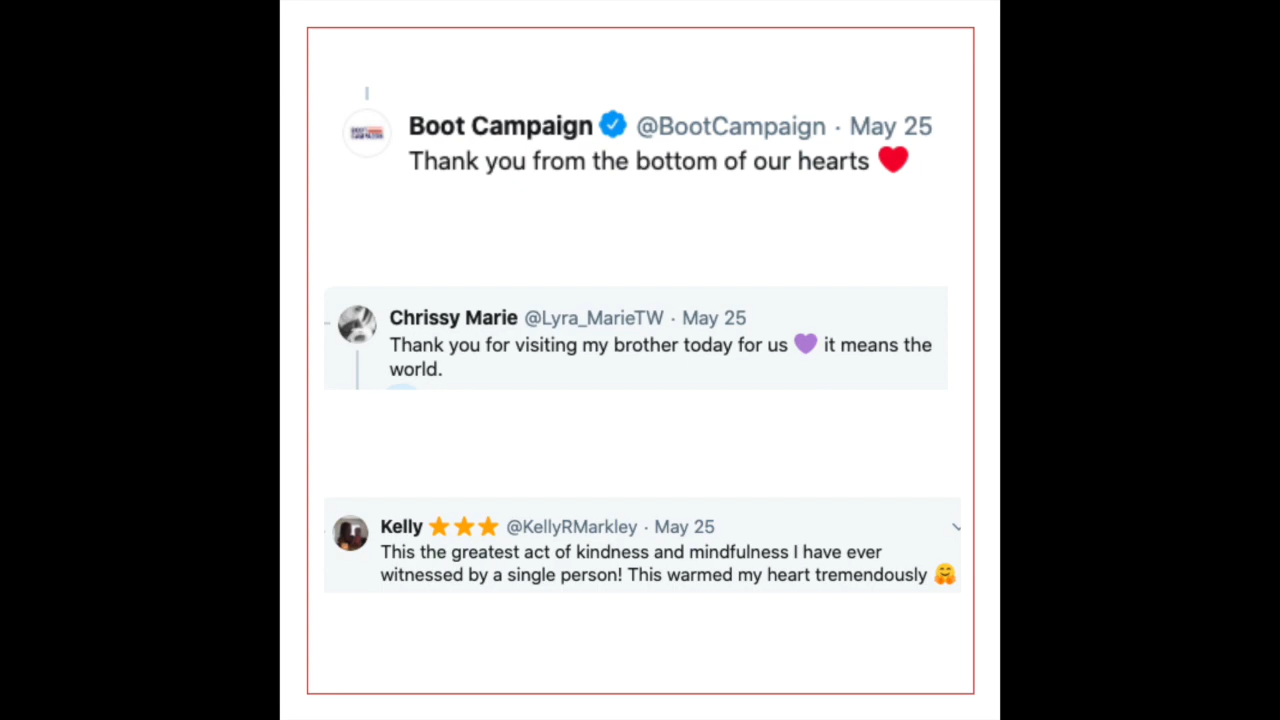 Boot Campaign @BootCampaign · May 25
Thank you from the bottom of our hearts ❤️
Chrissy Marie @Lyra_MarieTW · May 25
Thank you for visiting my brother today for us 💜 it means the
world.
Kelly ⭐⭐⭐ @KellyRMarkley · May 25
This the greatest act of kindness and mindfulness I have ever
witnessed by a single person! This warmed my heart tremendously 🤗